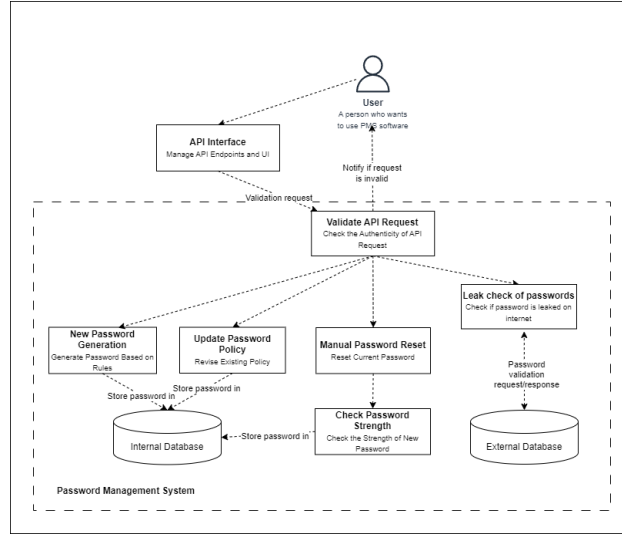 User
A person who wants
to use PMS software
API Interface
Manage API Endpoints and UI
Notify if request
is invalid
Validation request
Validate API Request
Check the Authenticity of API
Request
Leak check of passwords
Check if password is leaked on
internet
New Password
Generation
Generate Password Based on
Rules
Update Password
Policy
Revise Existing Policy
Manual Password Reset
Reset Current Password
Password
validation
request/response
Store password in
Store password in
Check Password
Strength
Check the Strength of New
Password
Internal Database
Store password in
External Database
Password Management System